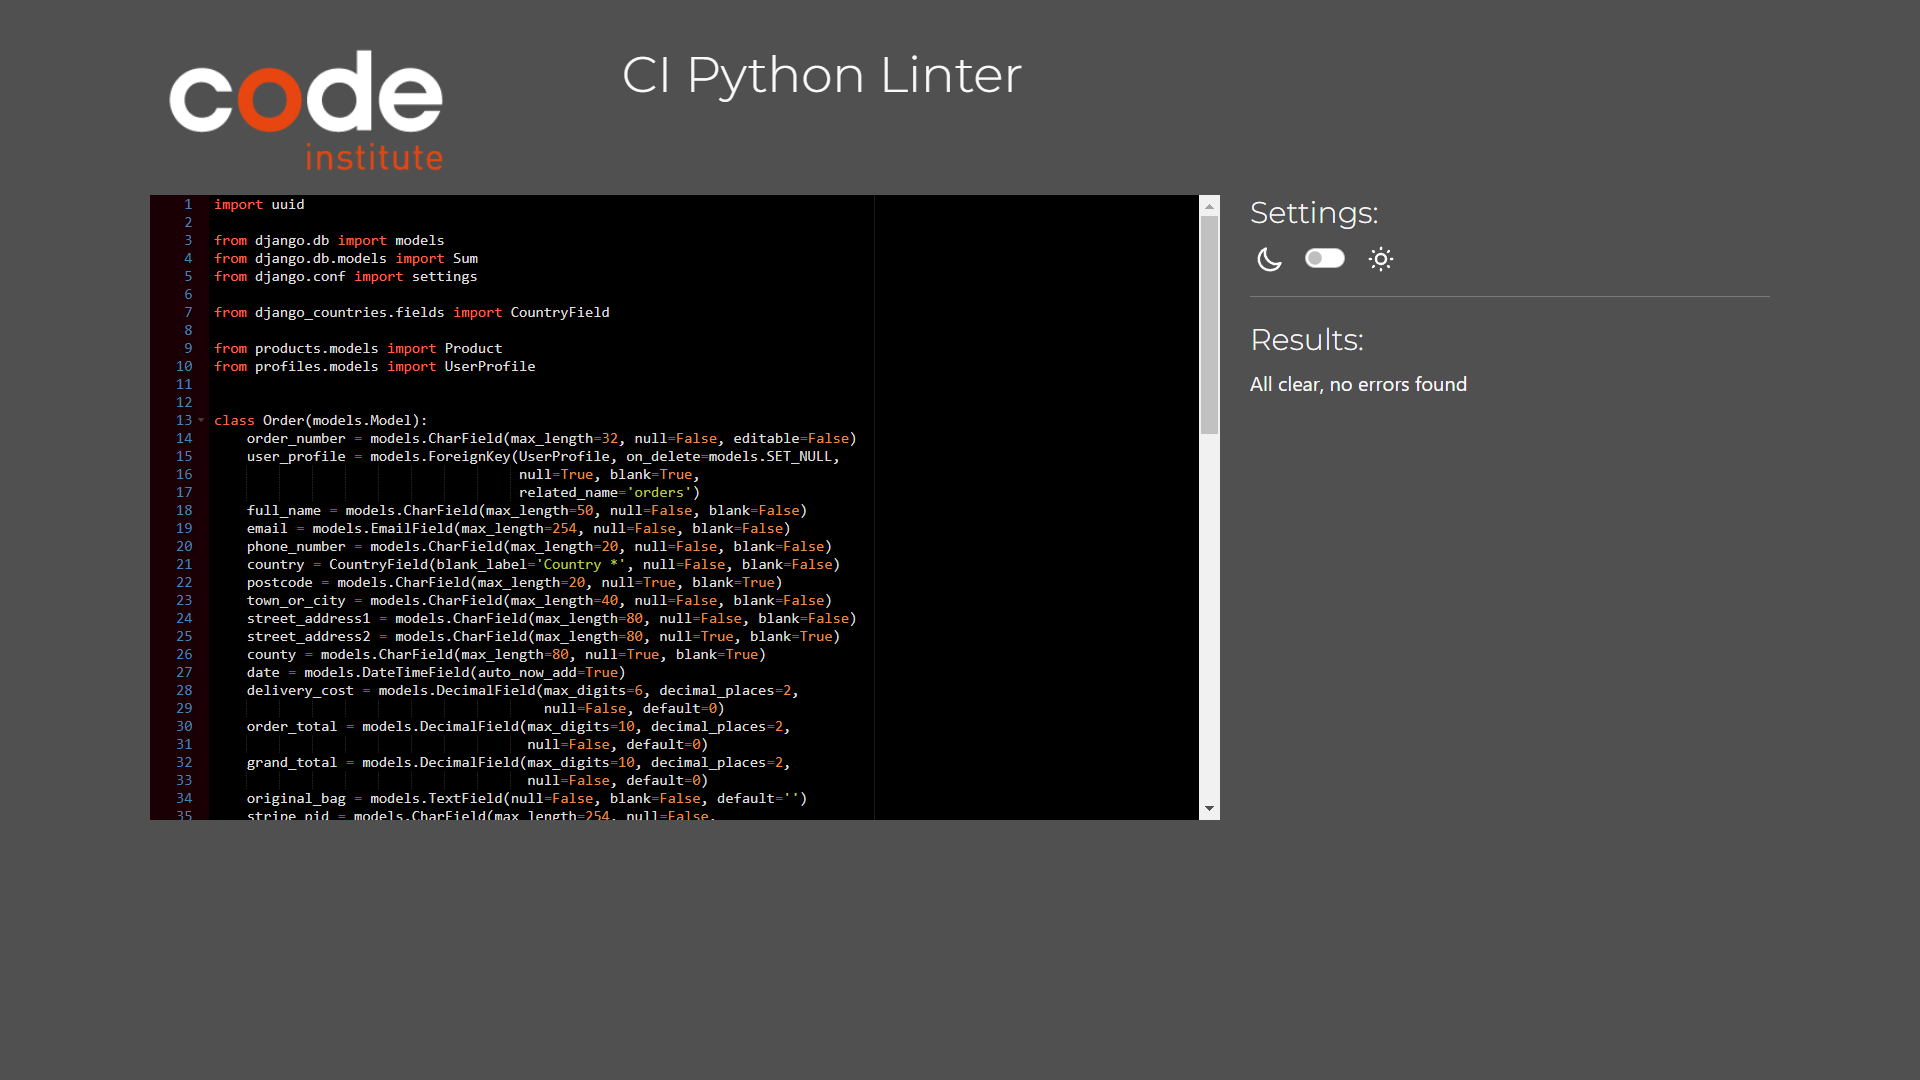 code
institute
CI Python Linter
1 import uuid
2
3 from django.db import models
4 from django.db.models import Sum
5 from django.conf import settings
6
7 from django_countries.fields import CountryField
8
9 from products.models import Product
10 from profiles.models import UserProfile
11
12
13 class Order(models.Model):
14     order_number = models.CharField(max_length=32, null=False, editable=False)
15     user_profile = models.ForeignKey(UserProfile, on_delete=models.SET_NULL,
16                                      null=True, blank=True,
17                                      related_name='orders')
18     full_name = models.CharField(max_length=50, null=False, blank=False)
19     email = models.EmailField(max_length=254, null=False, blank=False)
20     phone_number = models.CharField(max_length=20, null=False, blank=False)
21     country = CountryField(blank_label='Country *', null=False, blank=False)
22     postcode = models.CharField(max_length=20, null=True, blank=True)
23     town_or_city = models.CharField(max_length=40, null=False, blank=False)
24     street_address1 = models.CharField(max_length=80, null=False, blank=False)
25     street_address2 = models.CharField(max_length=80, null=True, blank=True)
26     county = models.CharField(max_length=80, null=True, blank=True)
27     date = models.DateTimeField(auto_now_add=True)
28     delivery_cost = models.DecimalField(max_digits=6, decimal_places=2,
29                                         null=False, default=0)
30     order_total = models.DecimalField(max_digits=10, decimal_places=2,
31                                       null=False, default=0)
32     grand_total = models.DecimalField(max_digits=10, decimal_places=2,
33                                       null=False, default=0)
34     original_bag = models.TextField(null=False, blank=False, default='')
35     stripe_pid = models.CharField(max_length=254, null=False,
Settings:
Results:
All clear, no errors found